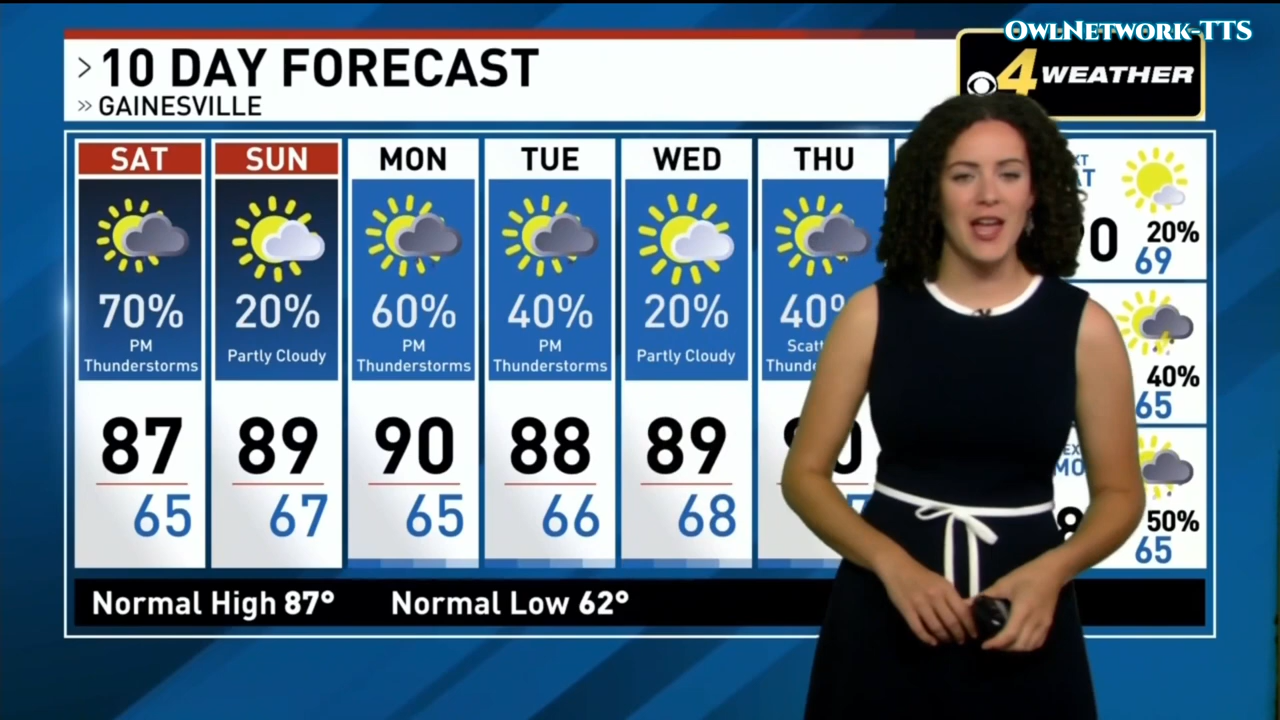 OwlNetwork-TTS
> 10 DAY FORECAST
» GAINESVILLE
4 WEATHER
SAT
SUN
MON
TUE
WED
THU
70%
20%
60%
40%
20%
PM
Thunderstorms
Partly Cloudy
PM
Thunderstorms
PM
Thunderstorms
Partly Cloudy
87
89
90
88
89
65
67
65
66
68
20%
69
40%
65
50%
65
Normal High 87° Normal Low 62°